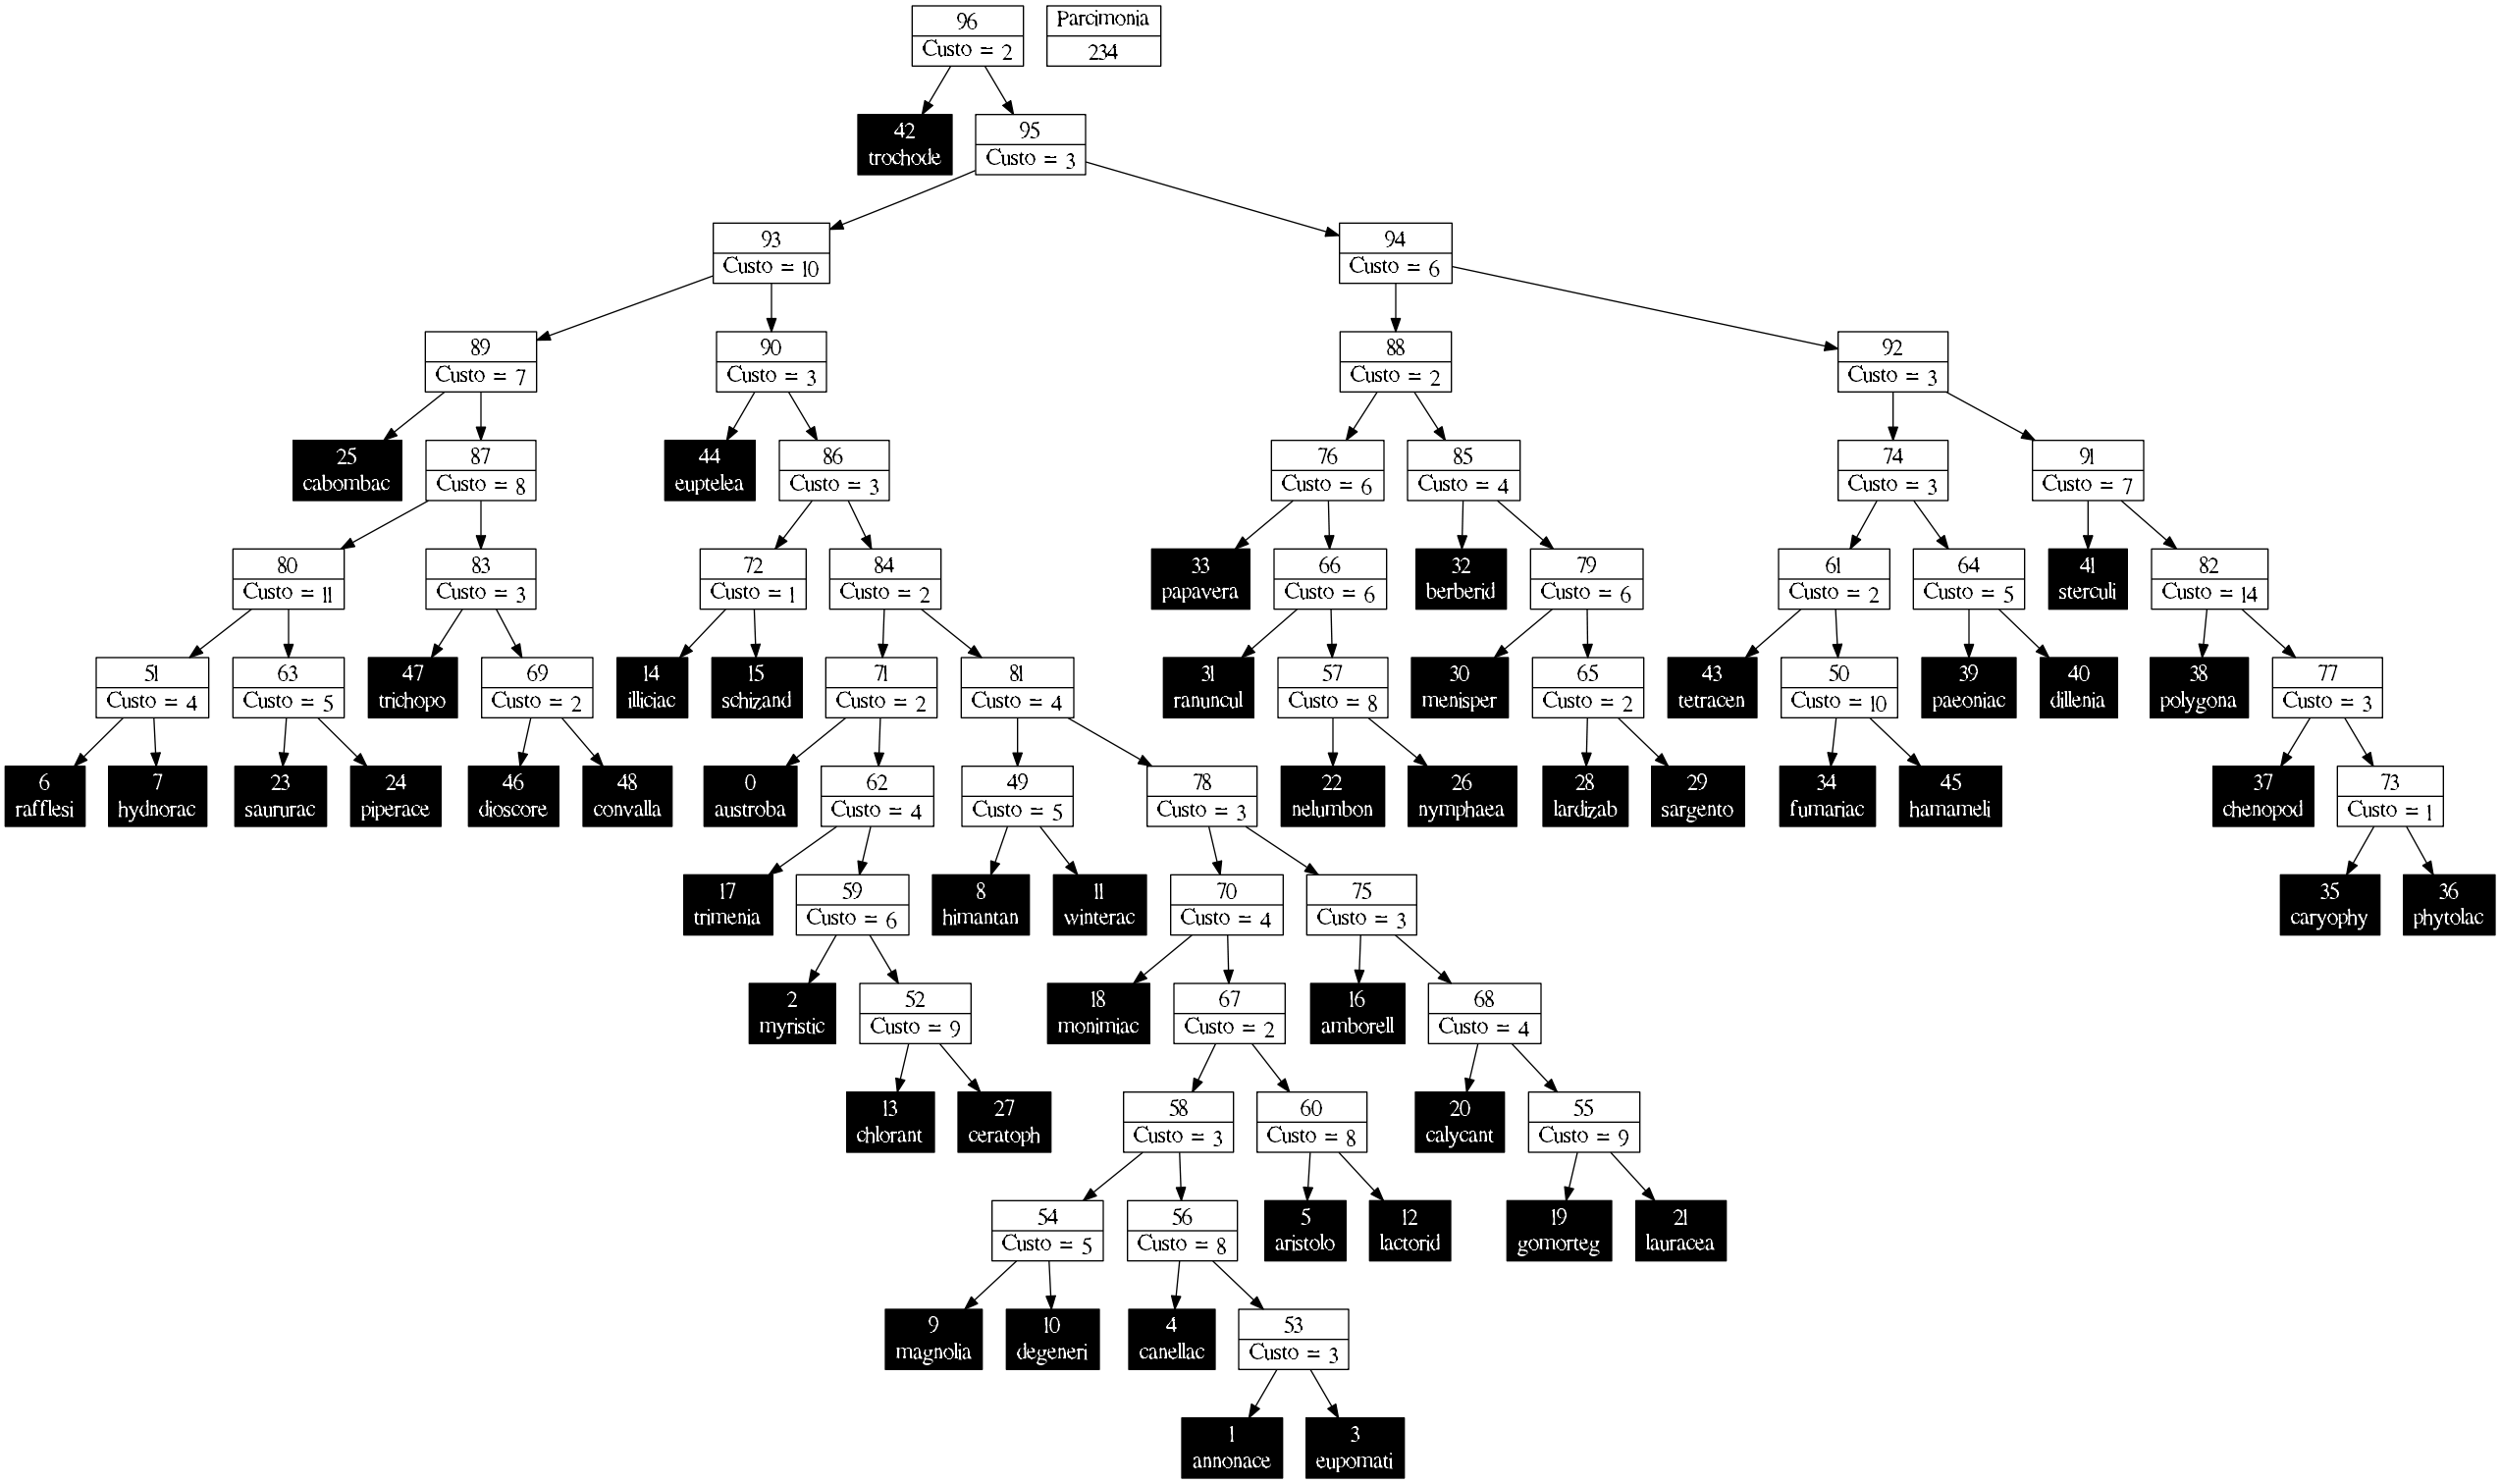 96
Custo = 2
Parcimonia
234
42
trochode
95
Custo = 3
93
Custo = 10
94
Custo = 6
89
Custo = 7
90
Custo = 3
88
Custo = 2
92
Custo = 3
25
cabombac
87
Custo = 8
44
euptelea
86
Custo = 3
76
Custo = 6
85
Custo = 4
74
Custo = 3
91
Custo = 7
80
Custo = 11
83
Custo = 3
72
Custo = 1
84
Custo = 2
33
papavera
66
Custo = 6
32
berberid
79
Custo = 6
61
Custo = 2
64
Custo = 5
41
sterculi
82
Custo = 14
51
Custo = 4
63
Custo = 5
47
trichopo
69
Custo = 2
14
illiciac
15
schizand
71
Custo = 2
81
Custo = 4
31
ranuncul
57
Custo = 8
30
menisper
65
Custo = 2
43
tetracen
50
Custo = 10
39
paeoniac
40
dillenia
38
polygona
77
Custo = 3
6
rafflesi
7
hydnorac
23
saururac
24
piperace
46
dioscore
48
convalla
0
austroba
62
Custo = 4
49
Custo = 5
78
Custo = 3
22
nelumbon
26
nymphaea
28
lardizab
29
sargento
34
fumariac
45
hamameli
37
chenopod
73
Custo = 1
17
trimenia
59
Custo = 6
8
himantan
11
winterac
70
Custo = 4
75
Custo = 3
35
caryophy
36
phytolac
2
myristic
52
Custo = 9
18
monimiac
67
Custo = 2
16
amborell
68
Custo = 4
13
chlorant
27
ceratoph
58
Custo = 3
60
Custo = 8
20
calycant
55
Custo = 9
54
Custo = 5
56
Custo = 8
5
aristolo
12
lactorid
19
gomorteg
21
lauracea
9
magnolia
10
degeneri
4
canellac
53
Custo = 3
1
annonace
3
eupomati